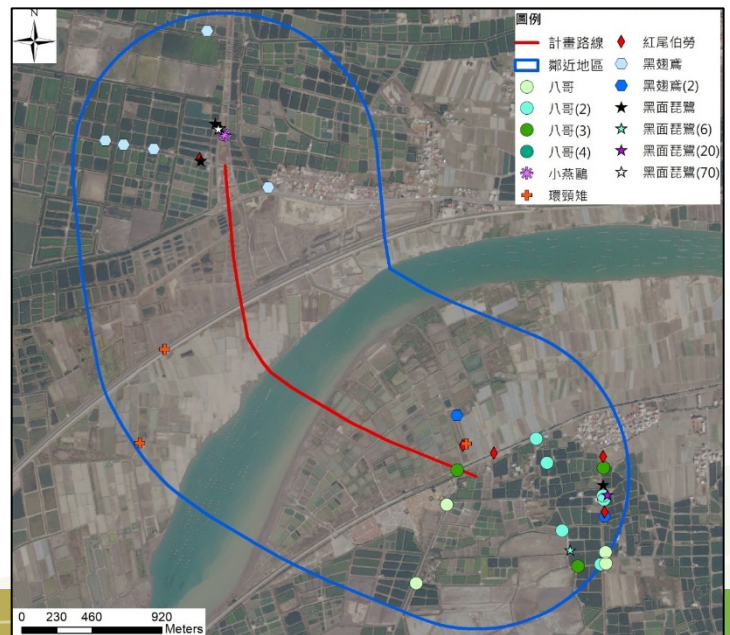 N
圖例
計畫路線
鄰近地區
八哥
八哥(2)
八哥(3)
八哥(4)
小燕鷗
環頸雉
紅尾伯勞
黑翅鳶
黑翅鳶(2)
黑面琵鷺
黑面琵鷺(6)
黑面琵鷺(20)
黑面琵鷺(70)
0 230 460 920
Meters